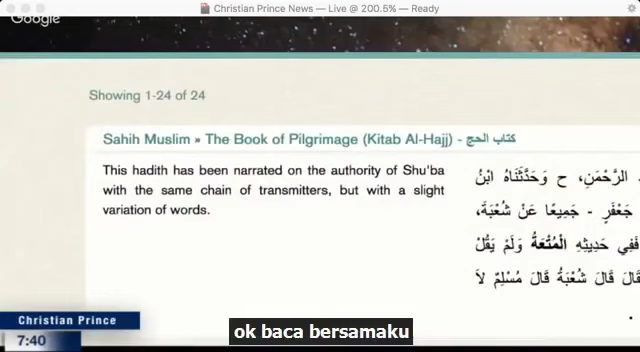 Christian Prince News — Live @ 200.5% — Ready
Google
Showing 1-24 of 24
Sahih Muslim » The Book of Pilgrimage (Kitab Al-Hajj) - كتاب الحج
This hadith has been narrated on the authority of Shu'ba
with the same chain of transmitters, but with a slight
variation of words.
الرَّحْمَنِ، ح وَحَدَّثَنَاهُ ابْنُ
جَعْفَرٍ - جَمِيعًا عَنْ شُعْبَةَ،
فَفِي حَدِيثِهِ الْمُتْعَةُ وَلَمْ يَقُلْ
قَالَ شُعْبَةُ قَالَ مُسْلِمٌ لاَ
Christian Prince
7:40
ok baca bersamaku